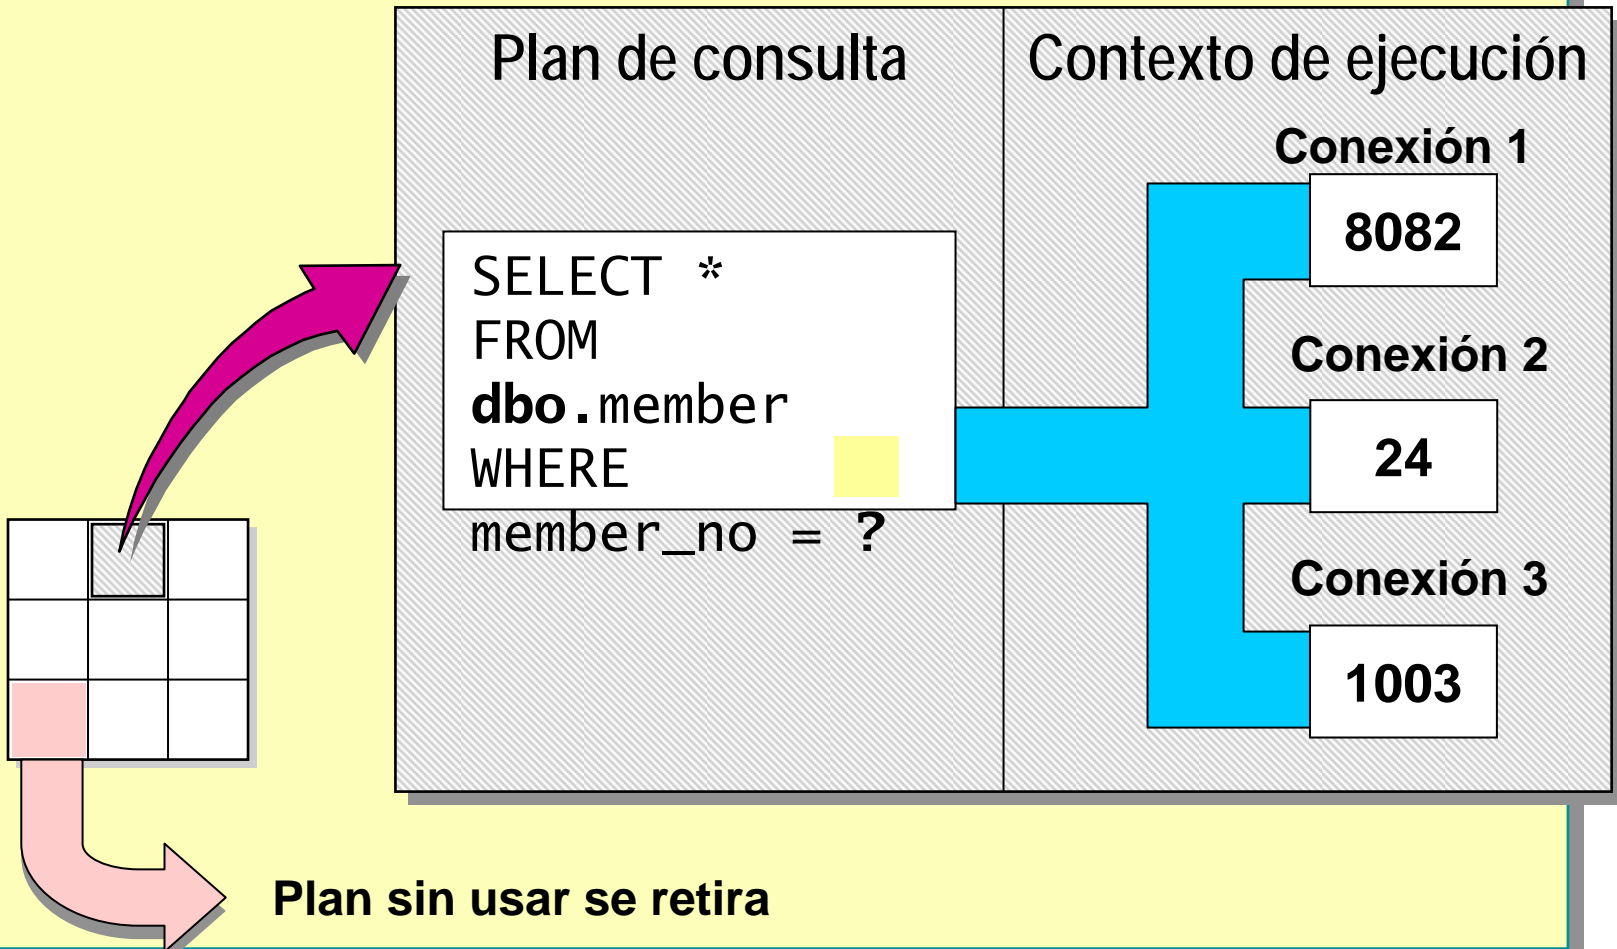 Plan de consulta
SELECT *
FROM
dbo.member
WHERE
member_no = ?
Contexto de ejecución
Conexión 1
8082
Conexión 2
24
Conexión 3
1003
Plan sin usar se retira